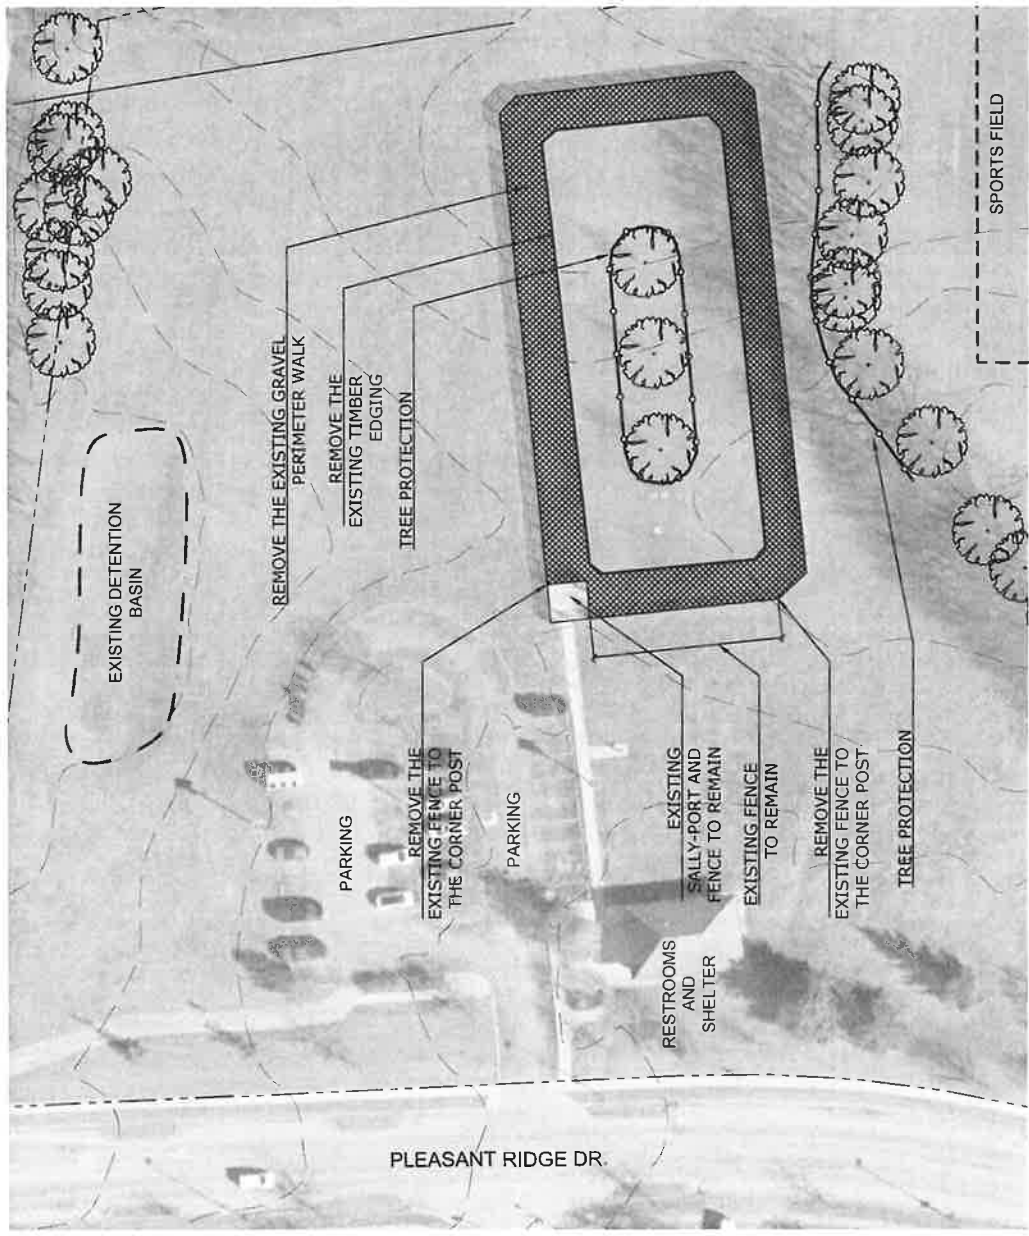 EXISTING DETENTION
BASIN
REMOVE THE EXISTING GRAVEL
PERIMETER WALK
REMOVE THE
EXISTING TIMBER
EDGING
TREE PROTECTION
SPORTS FIELD
PARKING
REMOVE THE
EXISTING FENCE TO
THE CORNER POST
PARKING
EXISTING
SALLY-PORT AND
FENCE TO REMAIN
EXISTING FENCE
TO REMAIN
REMOVE THE
EXISTING FENCE TO
THE CORNER POST
TREE PROTECTION
RESTROOMS
AND
SHELTER
PLEASANT RIDGE DR.